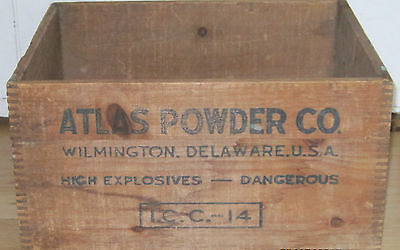 ATLAS POWDER CO.
WILMINGTON. DELAWARE. U.S.A.
HIGH EXPLOSIVES — DANGEROUS
I.C.C.-14